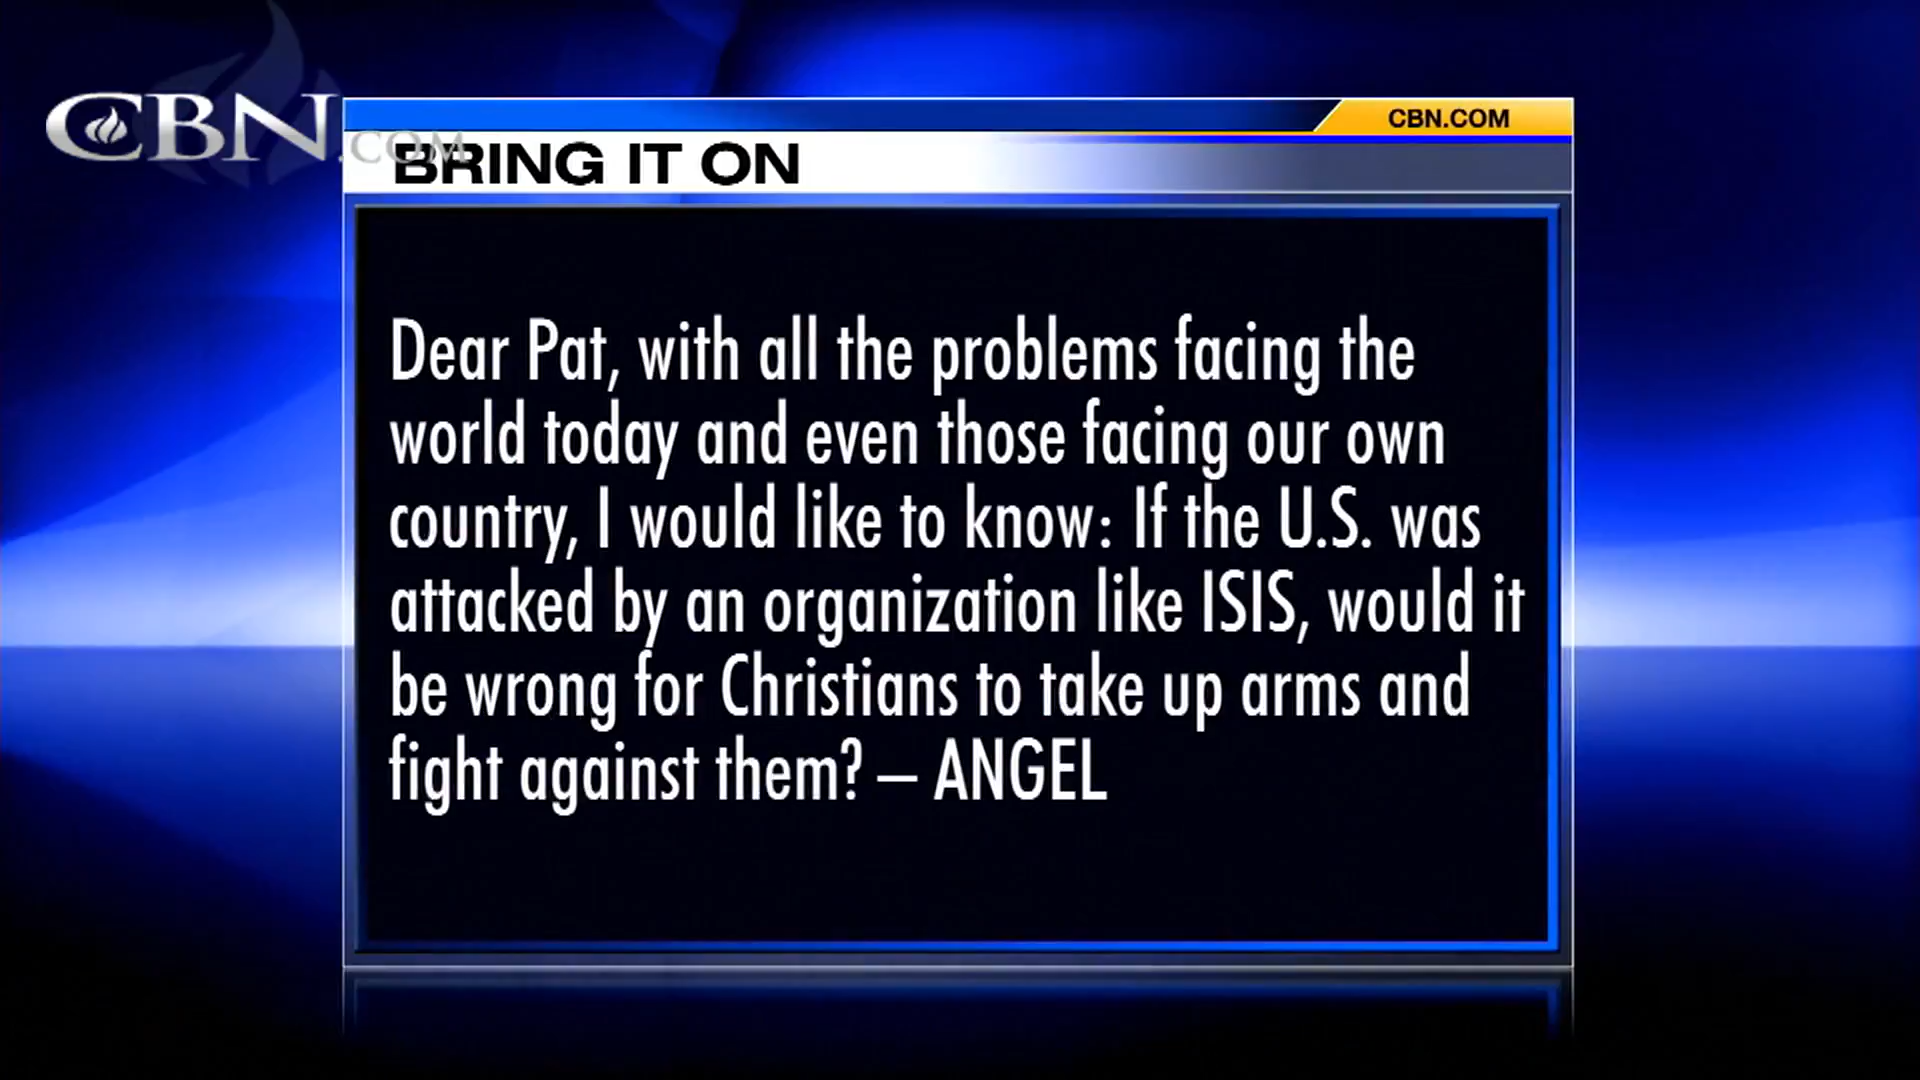 CBN.COM
CBN.COM
BRING IT ON
Dear Pat, with all the problems facing the
world today and even those facing our own
country, I would like to know: If the U.S. was
attacked by an organization like ISIS, would it
be wrong for Christians to take up arms and
fight against them? – ANGEL